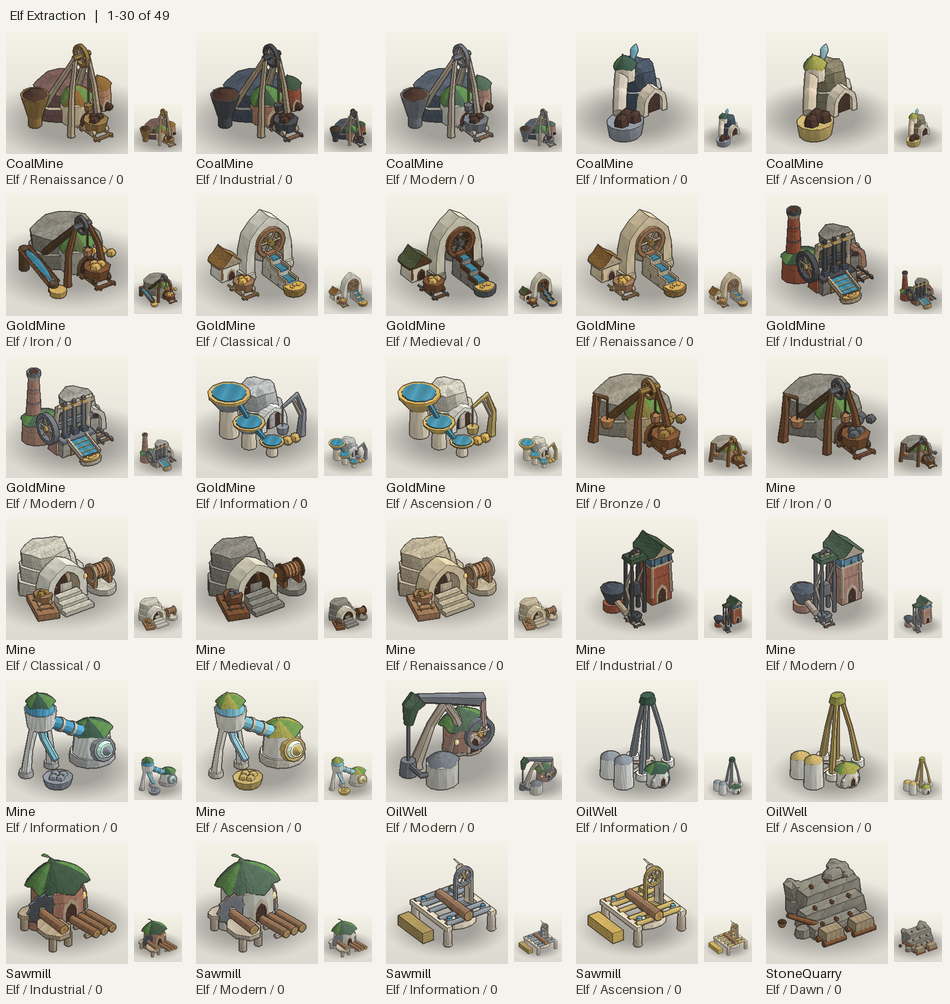 Elf Extraction | 1-30 of 49
CoalMine
Elf / Renaissance / 0
CoalMine
Elf / Industrial / 0
CoalMine
Elf / Modern / 0
CoalMine
Elf / Information / 0
CoalMine
Elf / Ascension / 0
GoldMine
Elf / Iron / 0
GoldMine
Elf / Classical / 0
GoldMine
Elf / Medieval / 0
GoldMine
Elf / Renaissance / 0
GoldMine
Elf / Industrial / 0
GoldMine
Elf / Modern / 0
GoldMine
Elf / Information / 0
GoldMine
Elf / Ascension / 0
Mine
Elf / Bronze / 0
Mine
Elf / Iron / 0
Mine
Elf / Classical / 0
Mine
Elf / Medieval / 0
Mine
Elf / Renaissance / 0
Mine
Elf / Industrial / 0
Mine
Elf / Modern / 0
Mine
Elf / Information / 0
Mine
Elf / Ascension / 0
OilWell
Elf / Modern / 0
OilWell
Elf / Information / 0
OilWell
Elf / Ascension / 0
Sawmill
Elf / Industrial / 0
Sawmill
Elf / Modern / 0
Sawmill
Elf / Information / 0
Sawmill
Elf / Ascension / 0
StoneQuarry
Elf / Dawn / 0